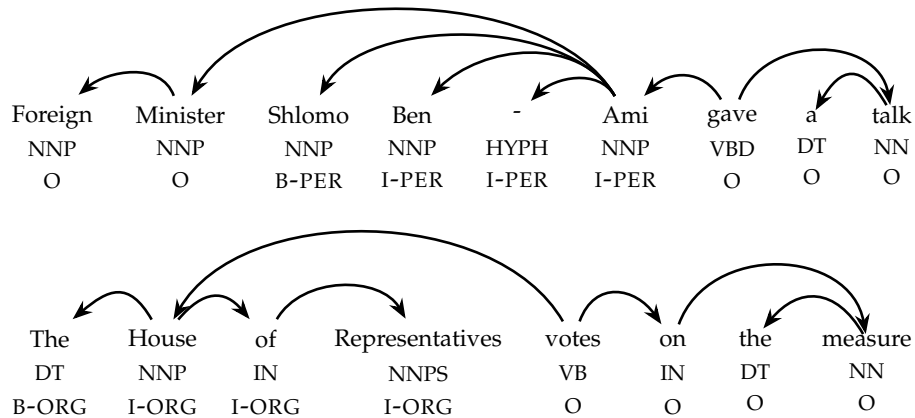 Foreign Minister Shlomo Ben - Ami gave a talk
NNP NNP NNP NNP HYPH NNP VBD DT NN
O O B-PER I-PER I-PER I-PER O O O
The House of Representatives votes on the measure
DT NNP IN NNPS VB IN DT NN
B-ORG I-ORG I-ORG I-ORG O O O O